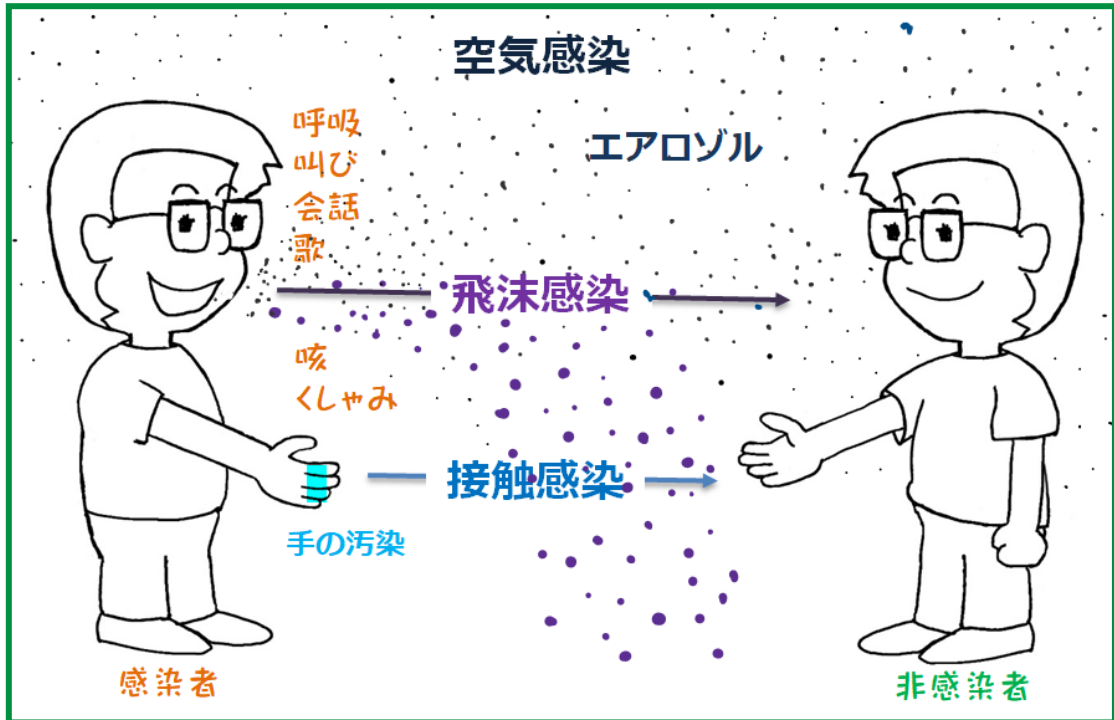 空気感染
呼吸
叫び
会話
歌
エアロゾル
飛沫感染
咳
くしゃみ
接触感染
手の汚染
感染者
非感染者